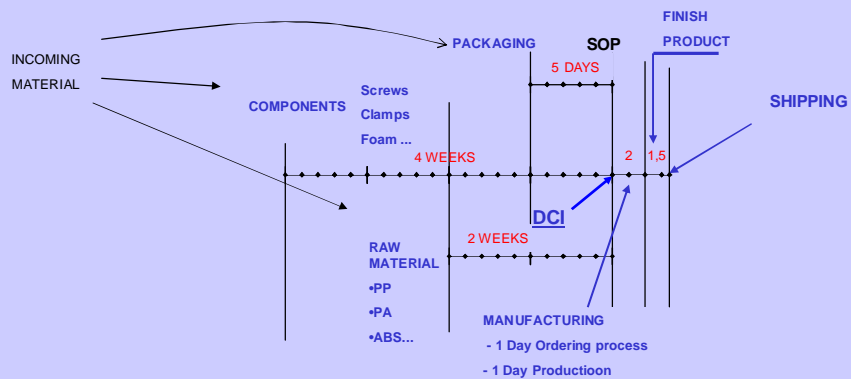 FINISH
PRODUCT
PACKAGING
SOP
INCOMING
MATERIAL
5 DAYS
SHIPPING
COMPONENTS
Screws
Clamps
Foam ...
4 WEEKS
2
1,5
DCI
RAW
MATERIAL
•PP
•PA
•ABS...
2 WEEKS
MANUFACTURING
- 1 Day Ordering process
- 1 Day Productioon